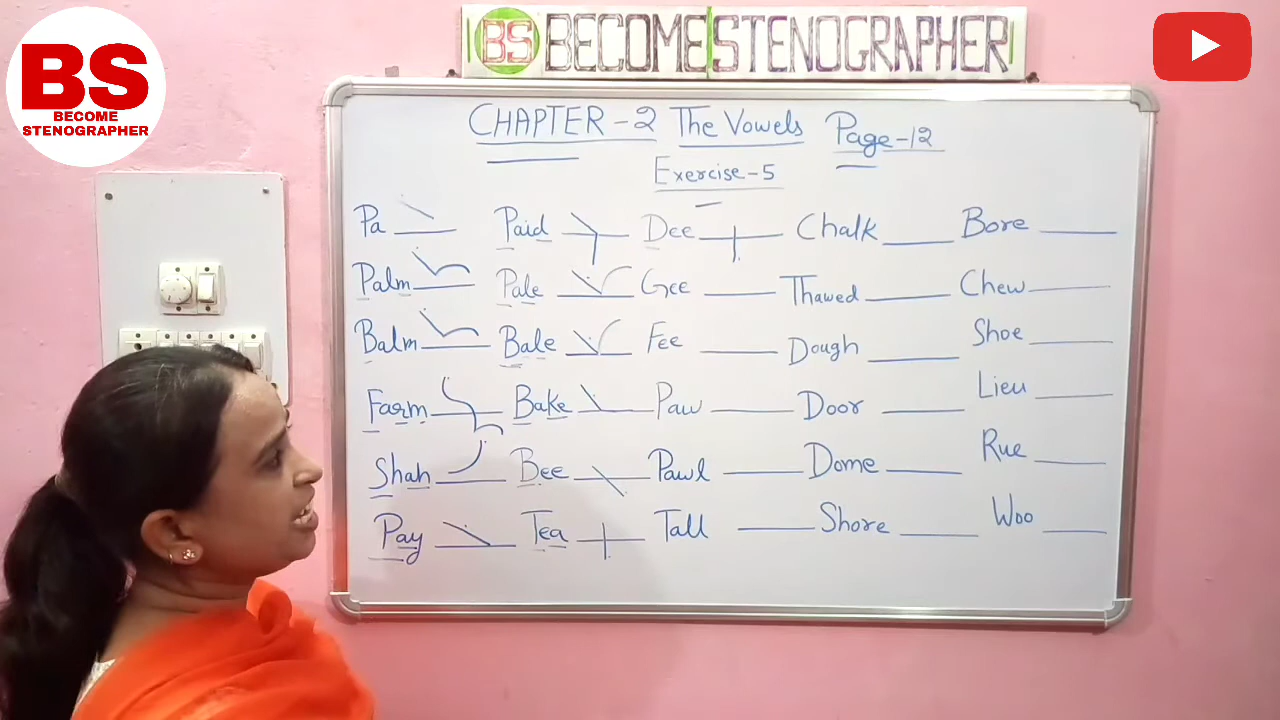 BS
BECOME
STENOGRAPHER
BS BECOME STENOGRAPHER
CHAPTER-2 The Vowels Page-12
Exercise-5
Pa Paid Dee Chalk Bore
Palm Pale Gee Thawed Chew
Balm Bale Fee Dough Shoe
Farm Bake Paw Door Lieu
Shah Bee Pawl Dome Rue
Pay Tea Tall Shore Woo